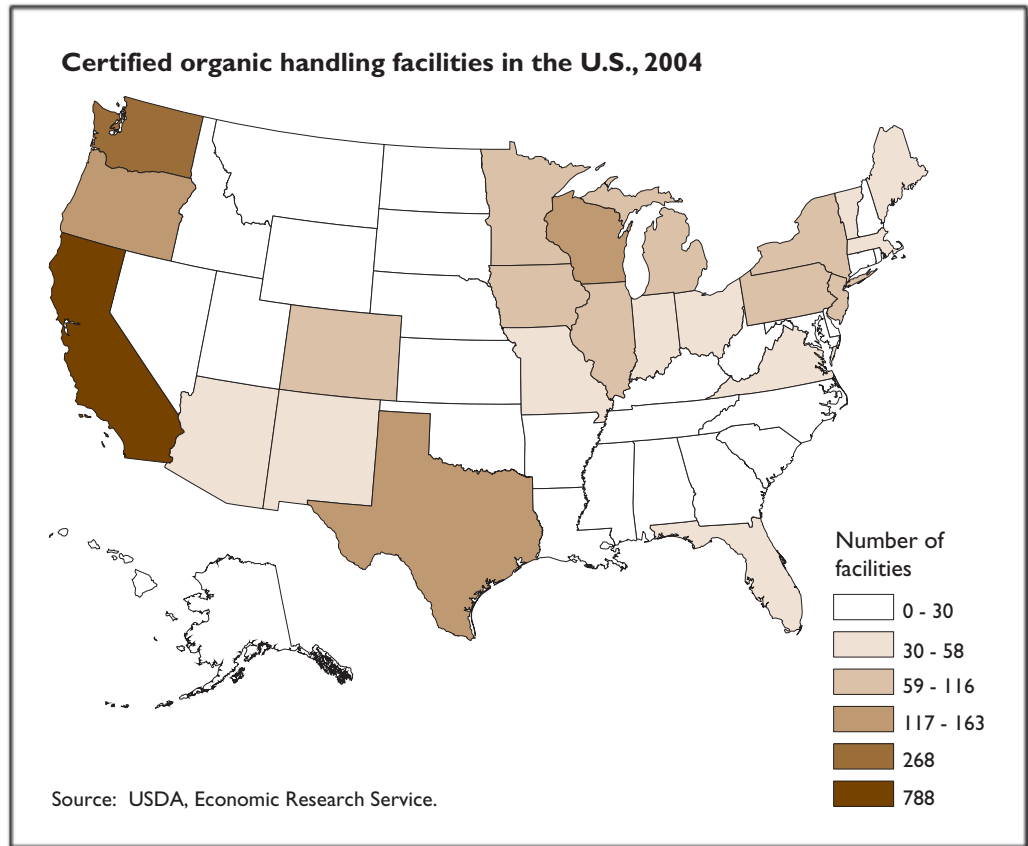 Certified organic handling facilities in the U.S., 2004
Number of
facilities
0 - 30
30 - 58
59 - 116
117 - 163
268
788
Source: USDA, Economic Research Service.